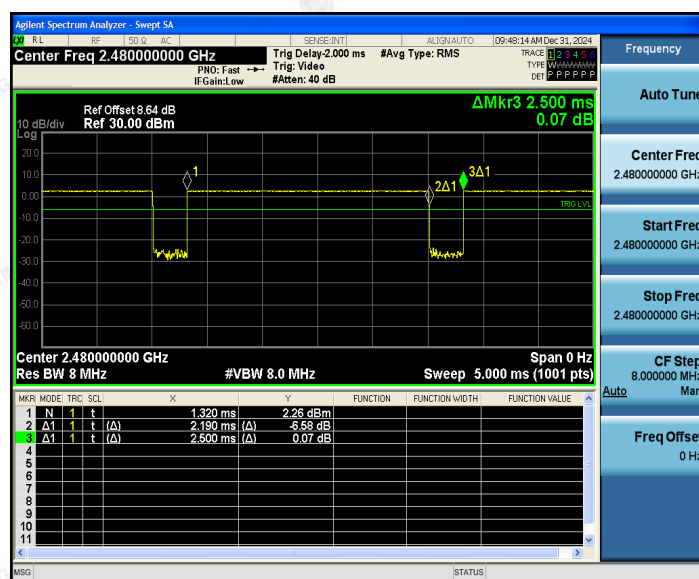 Agilent Spectrum Analyzer - Swept SA
LXI RL RF 50 Ω AC SENSE:INT ALIGNAUTO 09:48:14 AM Dec 31, 2024
Center Freq 2.480000000 GHz
Trig Delay-2.000 ms #Avg Type: RMS
TRACE 1 2 3 4 5 6
PNO: Fast
Trig: Video
TYPE W
IFGain:Low
#Atten: 40 dB
DET P P P P P P
Ref Offset 8.64 dB
ΔMkr3 2.500 ms
10 dB/div Ref 30.00 dBm
0.07 dB
Log
20.0
10.0
0.00
-10.0
-20.0
-30.0
-40.0
-50.0
-60.0
1
2Δ1
3Δ1
TRIG LVL
Center 2.480000000 GHz
Span 0 Hz
Res BW 8 MHz
#VBW 8.0 MHz
Sweep 5.000 ms (1001 pts)
MKR MODE TRC SCL X Y FUNCTION FUNCTION WIDTH FUNCTION VALUE
1 N 1 t 1.320 ms 2.26 dBm
2 Δ1 1 t (Δ) 2.190 ms (Δ) -6.58 dB
3 Δ1 1 t (Δ) 2.500 ms (Δ) 0.07 dB
4
5
6
7
8
9
10
11
MSG
STATUS
Frequency
Auto Tune
Center Freq
2.480000000 GHz
Start Freq
2.480000000 GHz
Stop Freq
2.480000000 GHz
CF Step
8.000000 MHz
Auto Man
Freq Offset
0 Hz